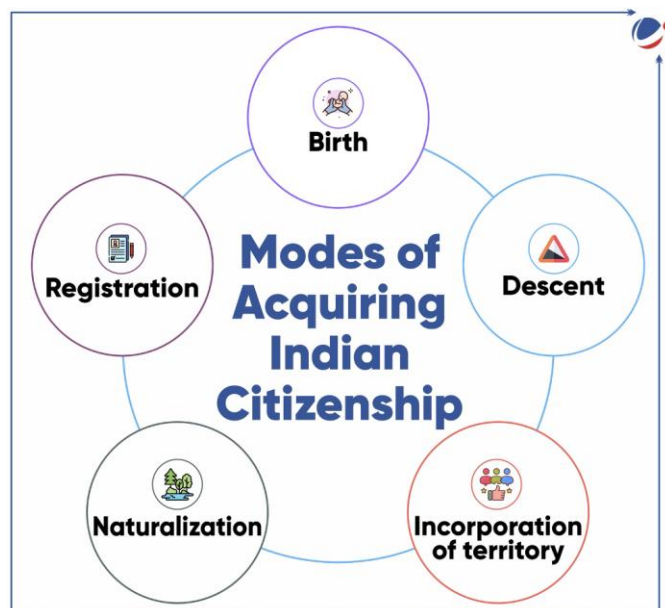 Birth
Registration
Modes of
Acquiring
Indian
Citizenship
Descent
Naturalization
Incorporation
of territory